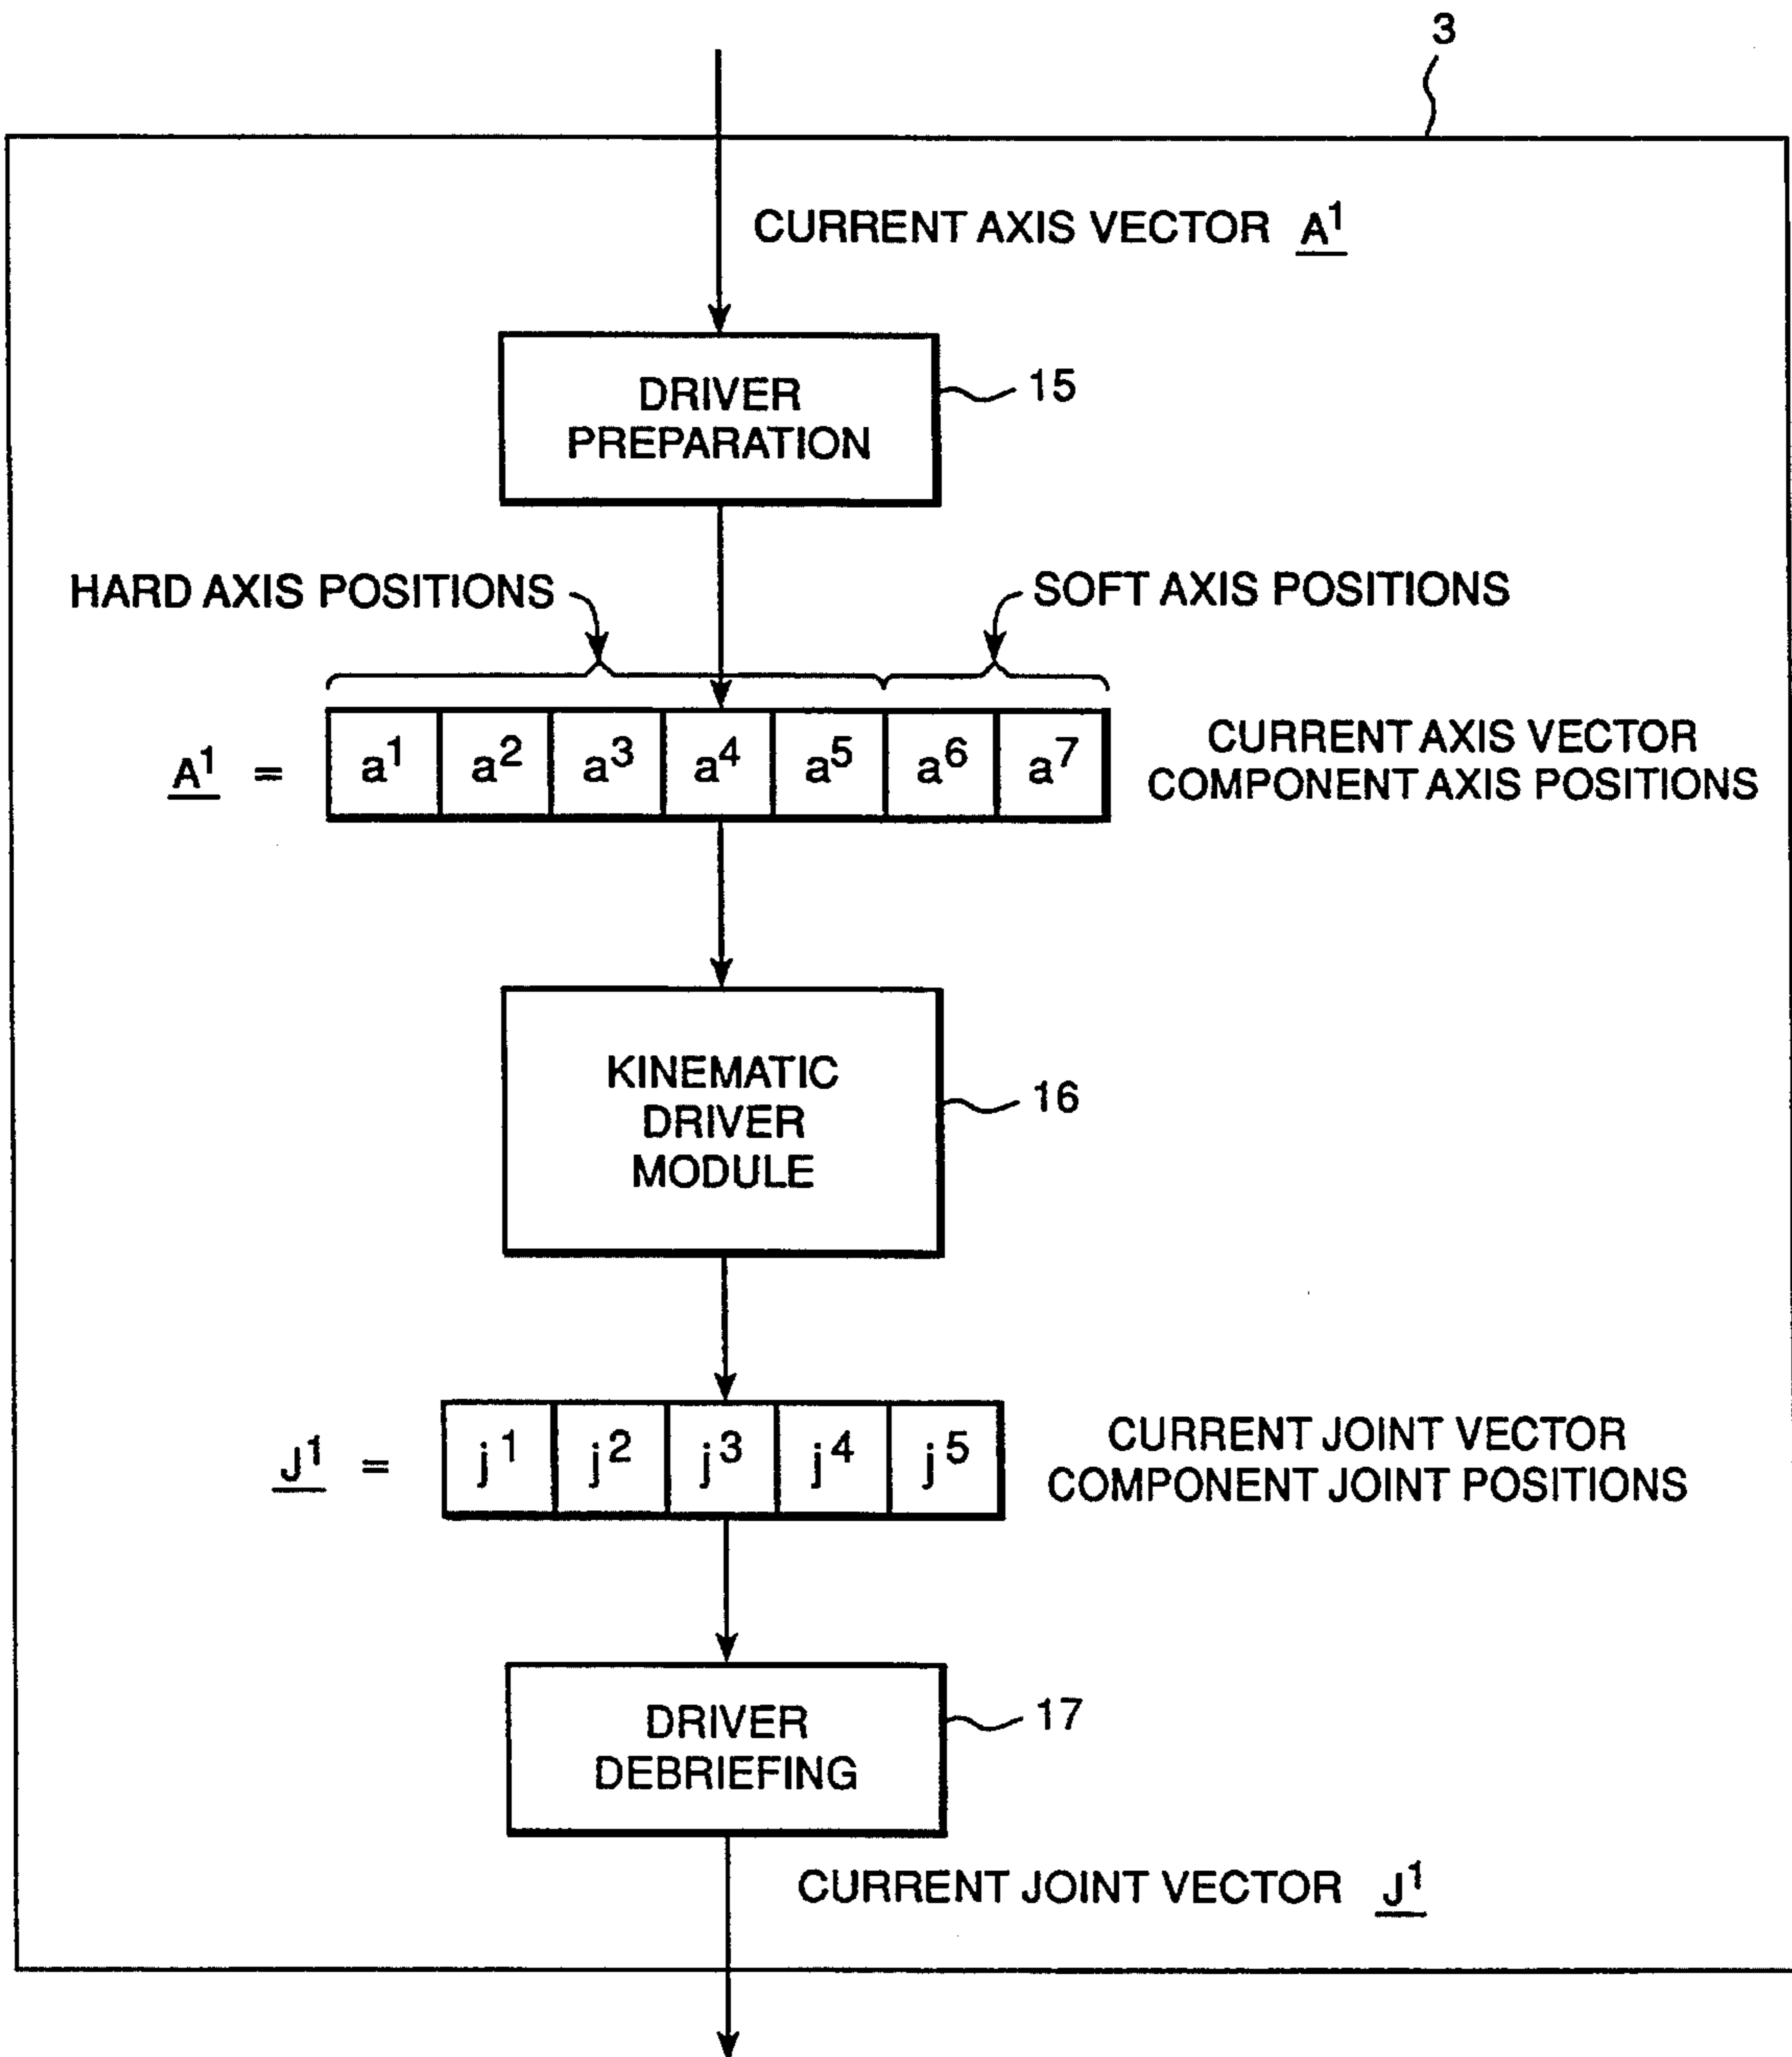 3
CURRENT AXIS VECTOR A¹
DRIVER
PREPARATION
15
HARD AXIS POSITIONS
SOFT AXIS POSITIONS
A¹ = a¹ a² a³ a⁴ a⁵ a⁶ a⁷
CURRENT AXIS VECTOR
COMPONENT AXIS POSITIONS
KINEMATIC
DRIVER
MODULE
16
J¹ = j¹ j² j³ j⁴ j⁵
CURRENT JOINT VECTOR
COMPONENT JOINT POSITIONS
DRIVER
DEBRIEFING
17
CURRENT JOINT VECTOR J¹